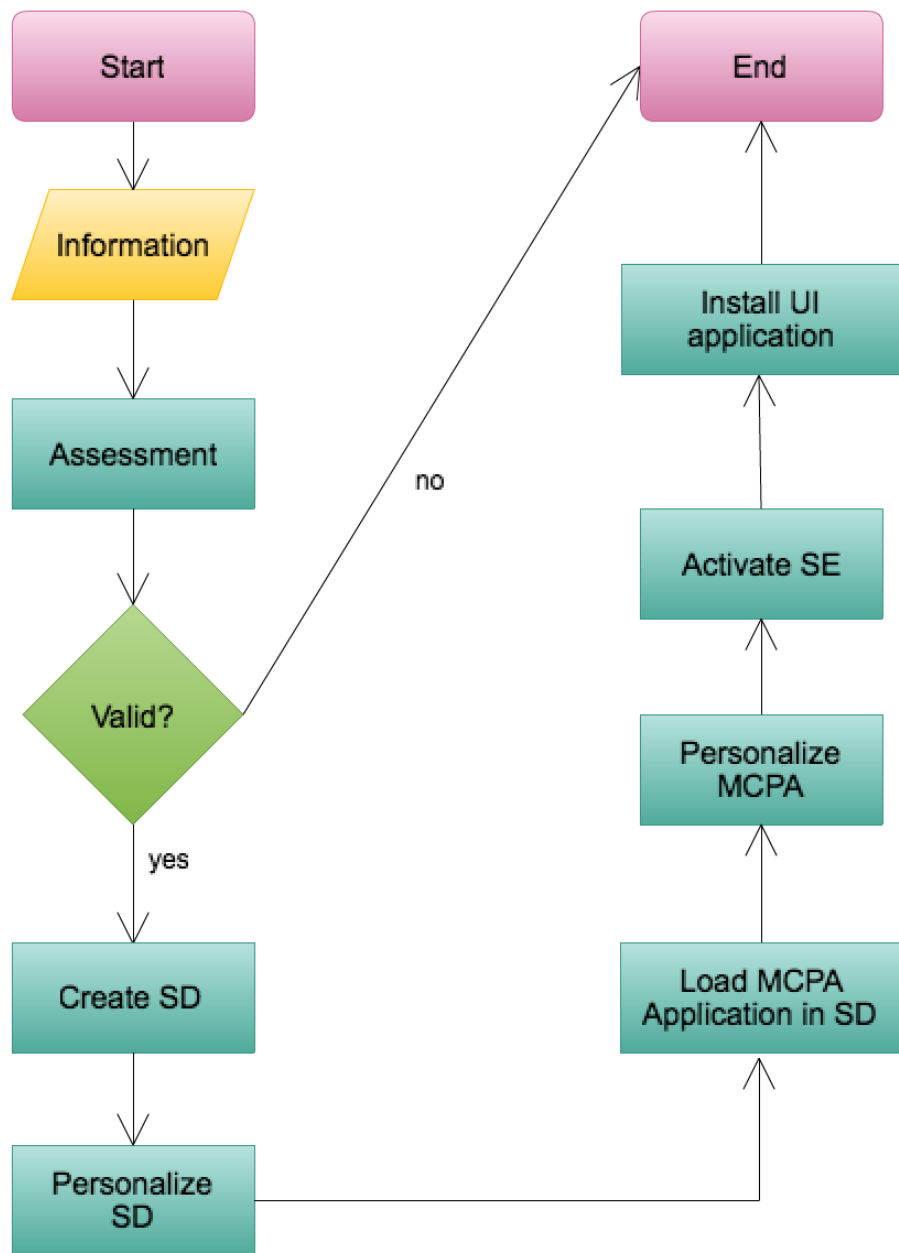 Start
Information
Assessment
Valid?
yes
Create SD
Personalize
SD
no
End
Install UI
application
Activate SE
Personalize
MCPA
Load MCPA
Application in SD